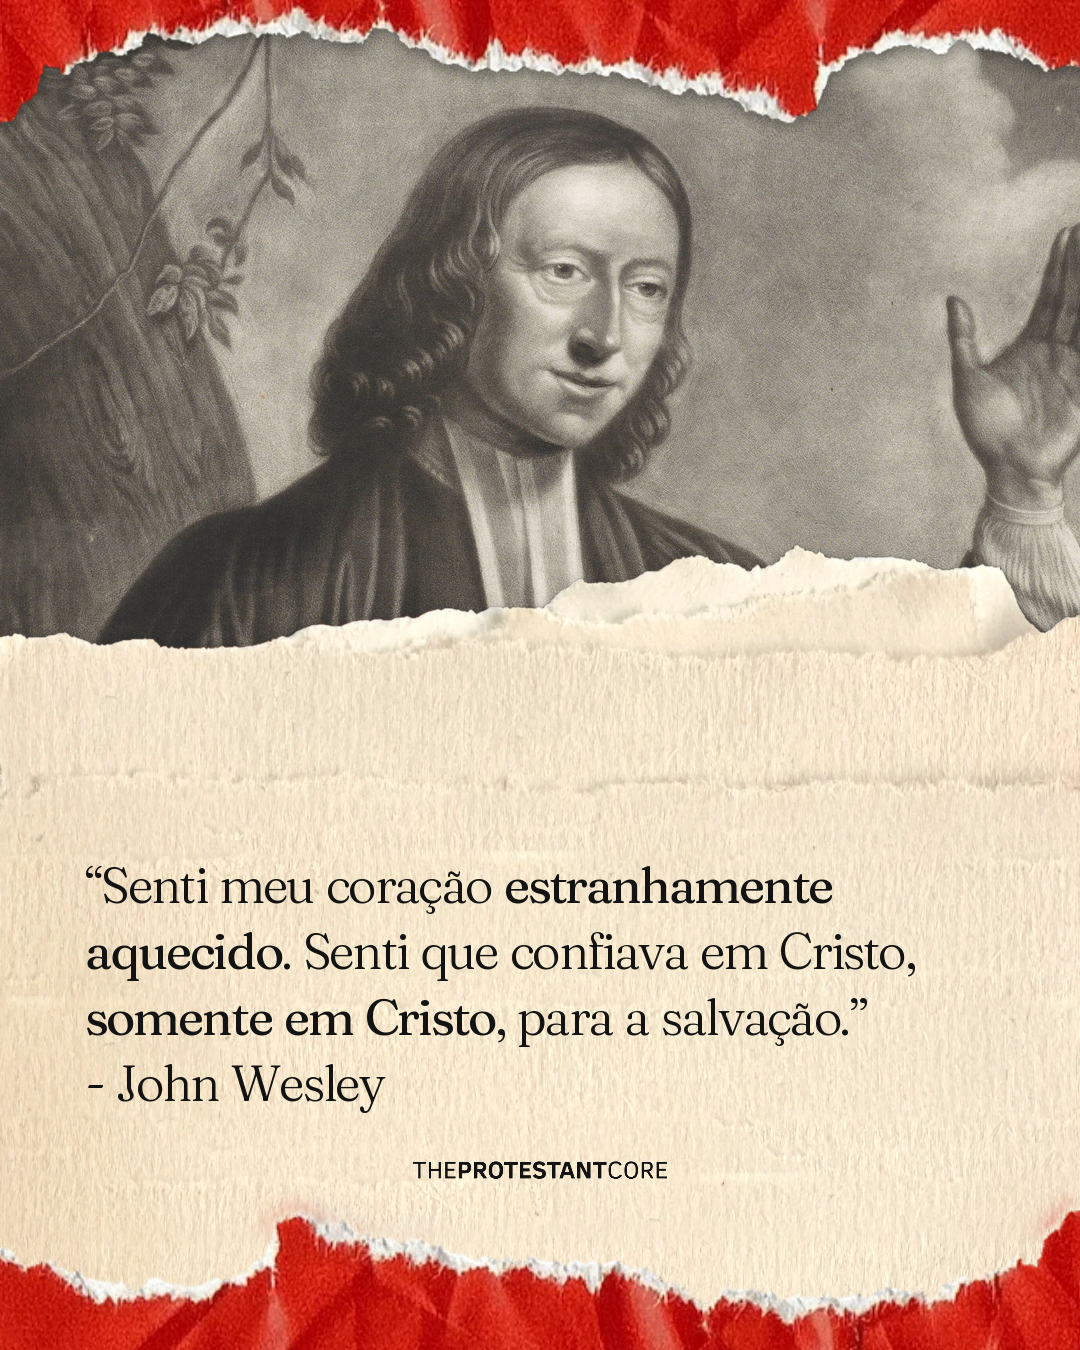 “Senti meu coração estranhamente
aquecido. Senti que confiava em Cristo,
somente em Cristo, para a salvação.”
- John Wesley
THEPROTESTANTCORE